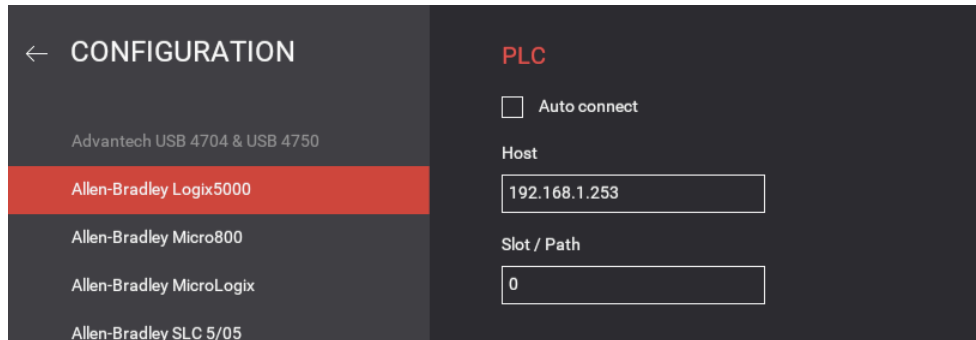 ← CONFIGURATION
Advantech USB 4704 & USB 4750
Allen-Bradley Logix5000
Allen-Bradley Micro800
Allen-Bradley MicroLogix
Allen-Bradley SLC 5/05
PLC
Auto connect
Host
192.168.1.253
Slot / Path
0